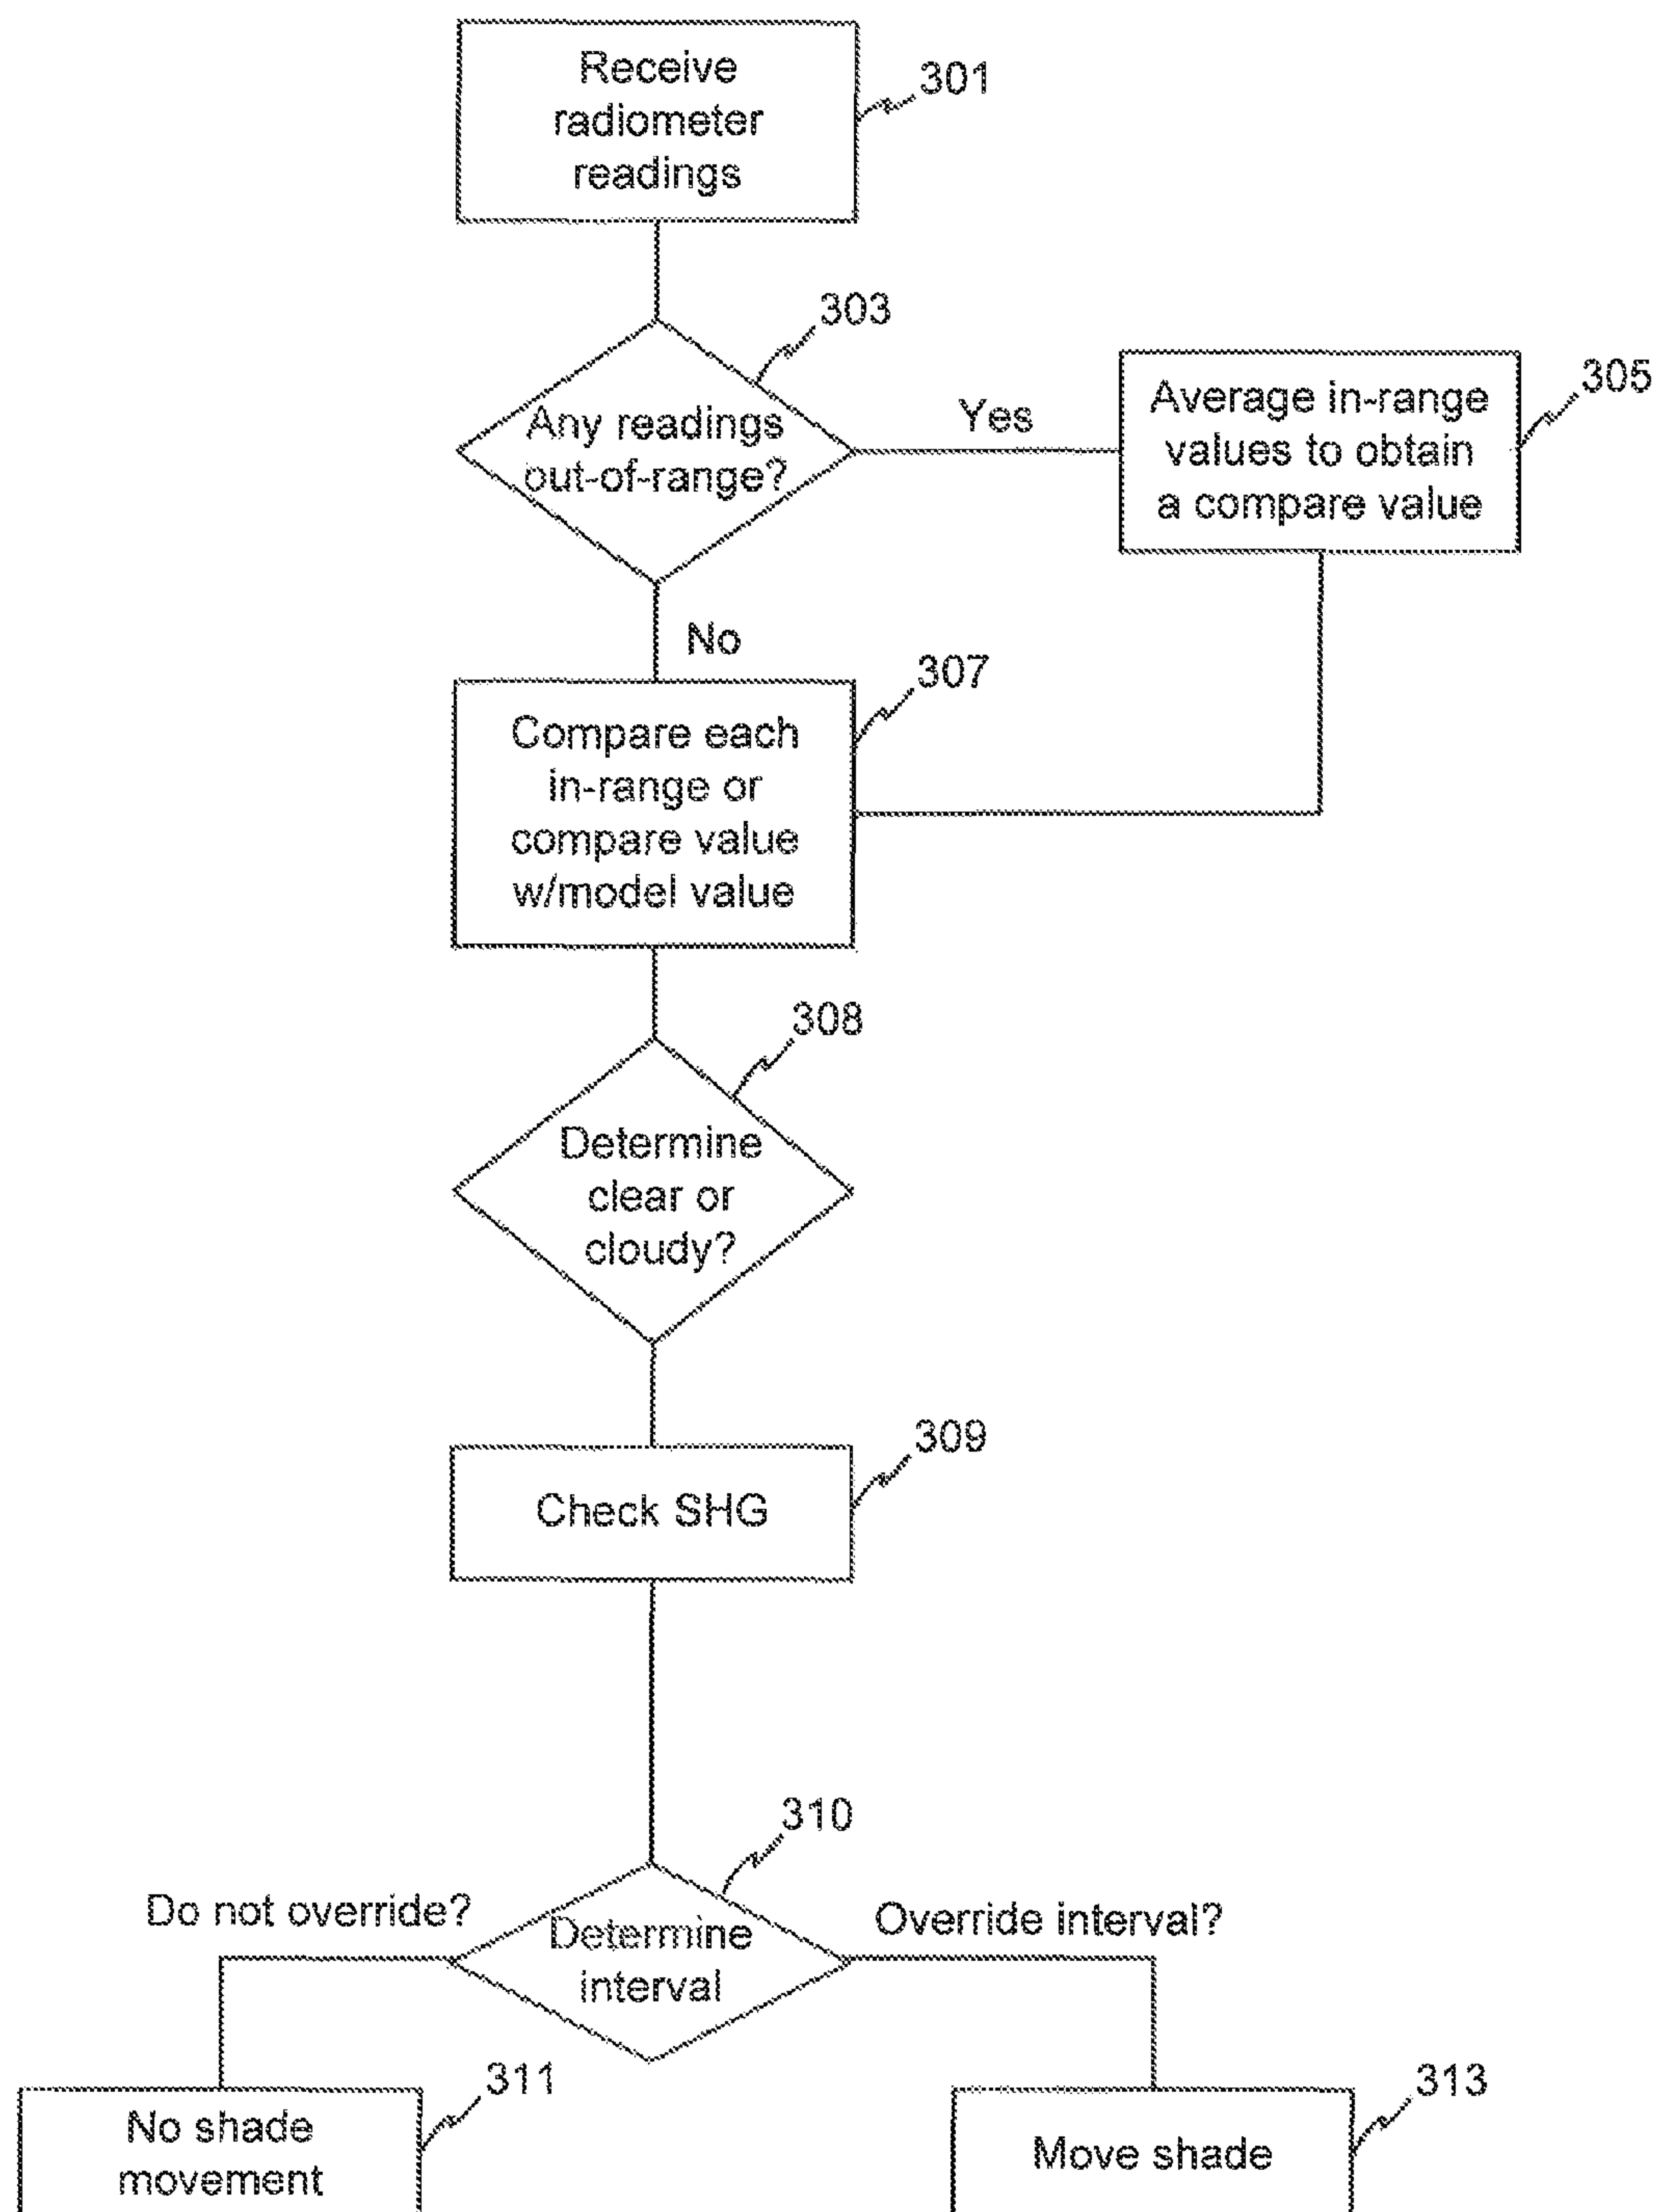 Receive
radiometer
readings
301
303
Any readings
out-of-range?
Yes
Average in-range
values to obtain
a compare value
305
No
307
Compare each
in-range or
compare value
w/model value
308
Determine
clear or
cloudy?
309
Check SHG
310
Do not override?
Determine
interval
Override interval?
311
No shade
movement
313
Move shade